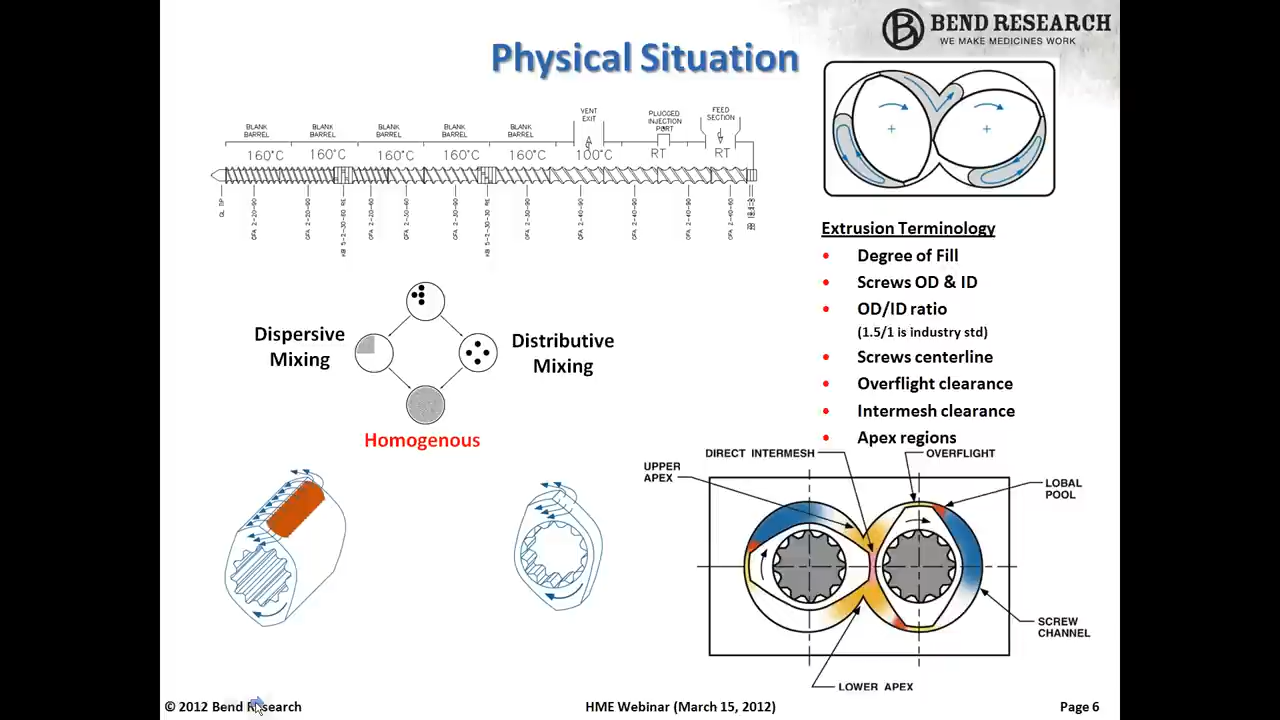 BEND RESEARCH
WE MAKE MEDICINES WORK
Physical Situation
BLANK BARREL
BLANK BARREL
BLANK BARREL
BLANK BARREL
BLANK BARREL
VENT EXIT
PLUGGED INJECTION PORT
FEED SECTION
160°C
160°C
160°C
160°C
160°C
100°C
RT
RT
Extrusion Terminology
• Degree of Fill
• Screws OD & ID
• OD/ID ratio
(1.5/1 is industry std)
• Screws centerline
• Overflight clearance
• Intermesh clearance
• Apex regions
Dispersive
Mixing
Distributive
Mixing
Homogenous
DIRECT INTERMESH
OVERFLIGHT
UPPER
APEX
LOBAL
POOL
SCREW
CHANNEL
LOWER APEX
© 2012 Bend Research
HME Webinar (March 15, 2012)
Page 6